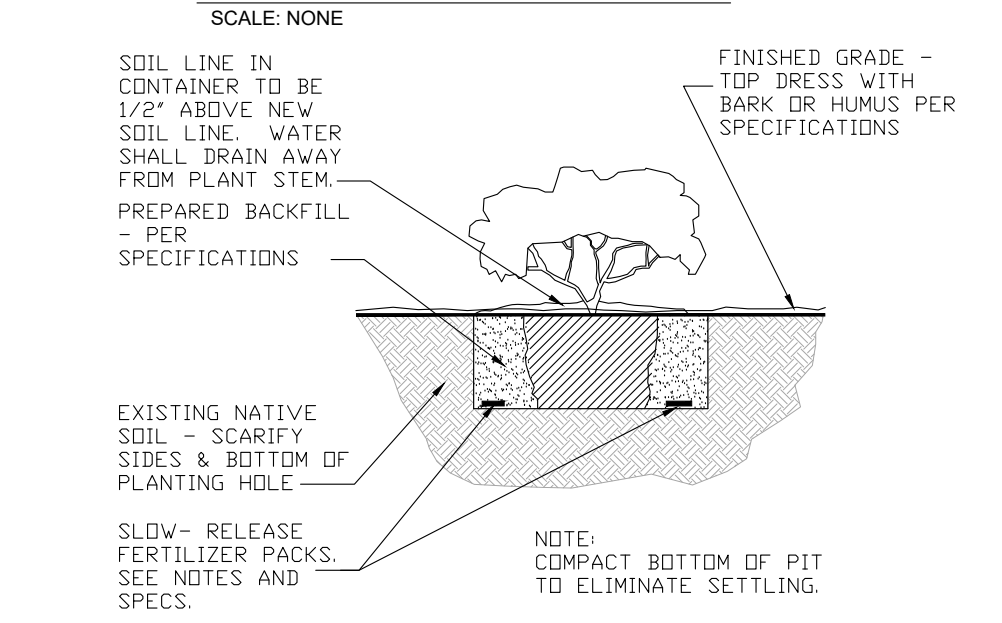 SCALE: NONE
SOIL LINE IN
CONTAINER TO BE
1/2" ABOVE NEW
SOIL LINE. WATER
SHALL DRAIN AWAY
FROM PLANT STEM.
PREPARED BACKFILL
- PER
SPECIFICATIONS
FINISHED GRADE -
TOP DRESS WITH
BARK OR HUMUS PER
SPECIFICATIONS
EXISTING NATIVE
SOIL - SCARIFY
SIDES & BOTTOM OF
PLANTING HOLE
SLOW- RELEASE
FERTILIZER PACKS.
SEE NOTES AND
SPECS.
NOTE:
COMPACT BOTTOM OF PIT
TO ELIMINATE SETTLING.